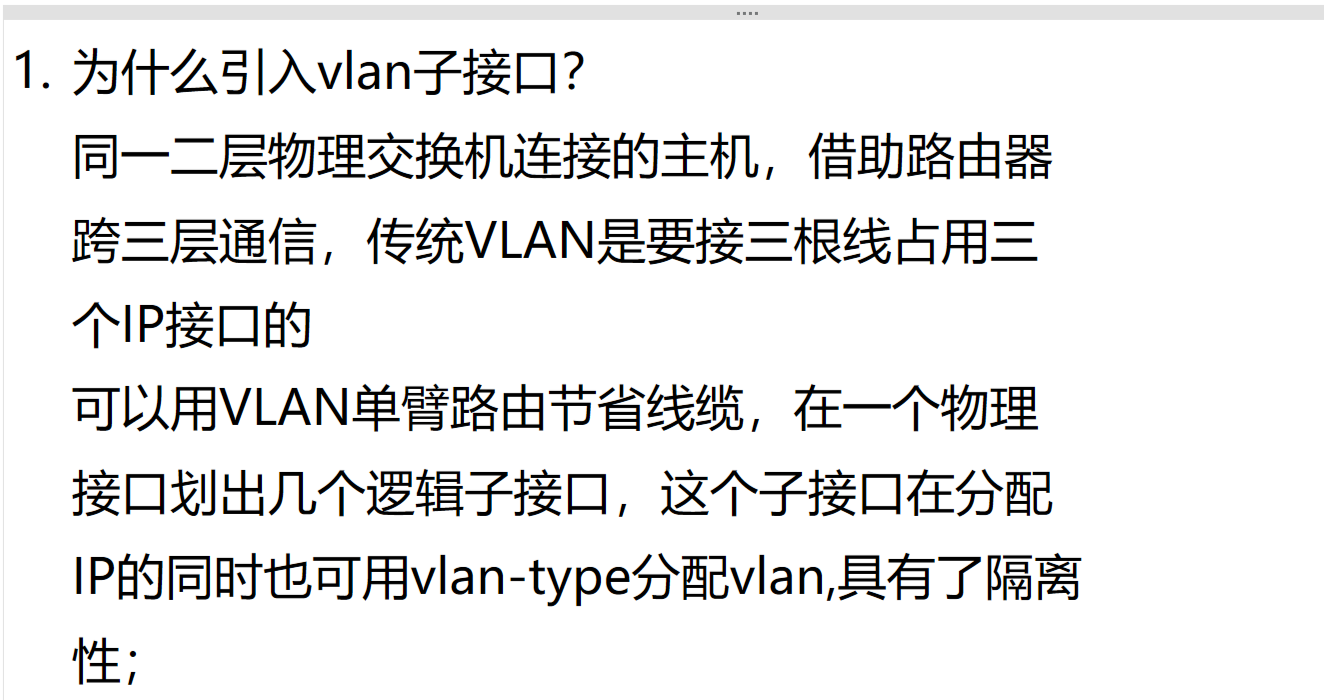 1. 为什么引入vlan子接口？
同一二层物理交换机连接的主机，借助路由器
跨三层通信，传统VLAN是要接三根线占用三
个IP接口的
可以用VLAN单臂路由节省线缆，在一个物理
接口划出几个逻辑子接口，这个子接口在分配
IP的同时也可用vlan-type分配vlan,具有了隔离
性；